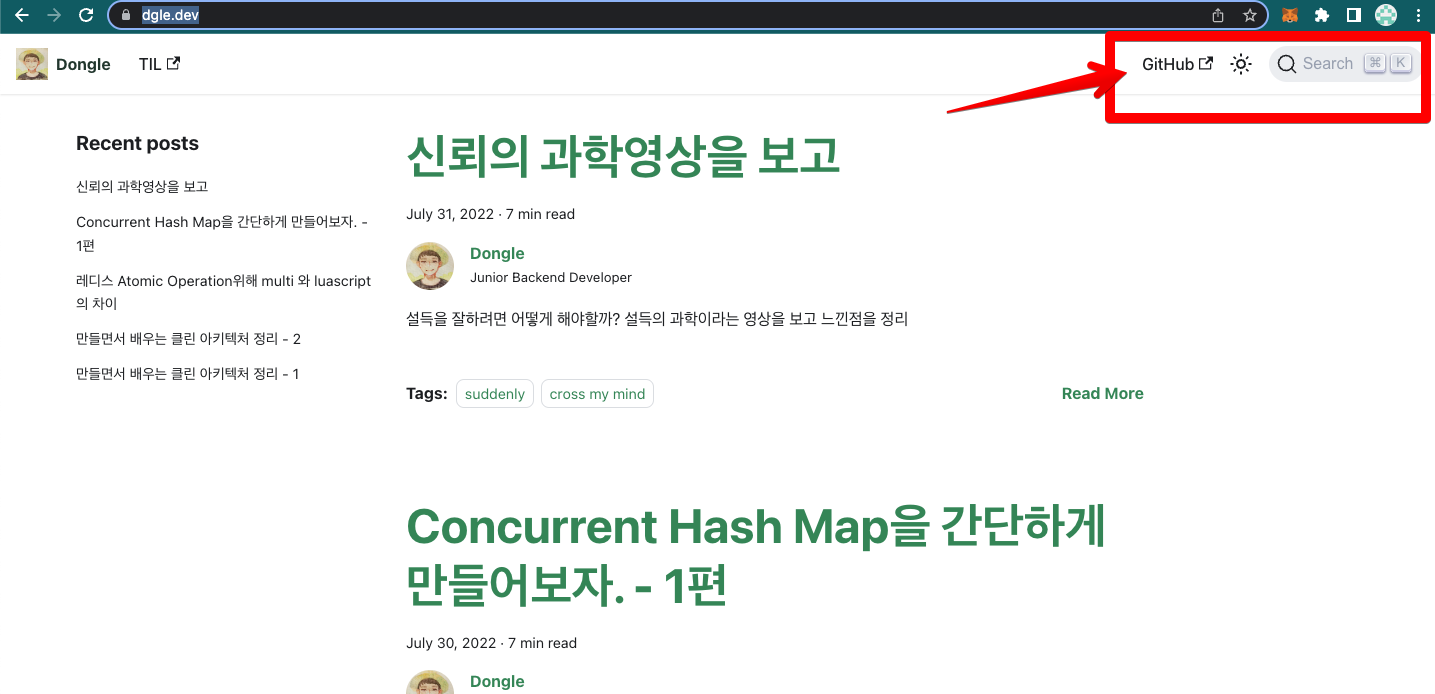 dgle.dev
Dongle TIL GitHub Search ⌘ K
Recent posts
신뢰의 과학영상을 보고
Concurrent Hash Map을 간단하게 만들어보자. -
1편
레디스 Atomic Operation위해 multi 와 luascript
의 차이
만들면서 배우는 클린 아키텍처 정리 - 2
만들면서 배우는 클린 아키텍처 정리 - 1
신뢰의 과학영상을 보고
July 31, 2022 · 7 min read
Dongle
Junior Backend Developer
설득을 잘하려면 어떻게 해야할까? 설득의 과학이라는 영상을 보고 느낀점을 정리
Tags: suddenly cross my mind Read More
Concurrent Hash Map을 간단하게
만들어보자. - 1편
July 30, 2022 · 7 min read
Dongle